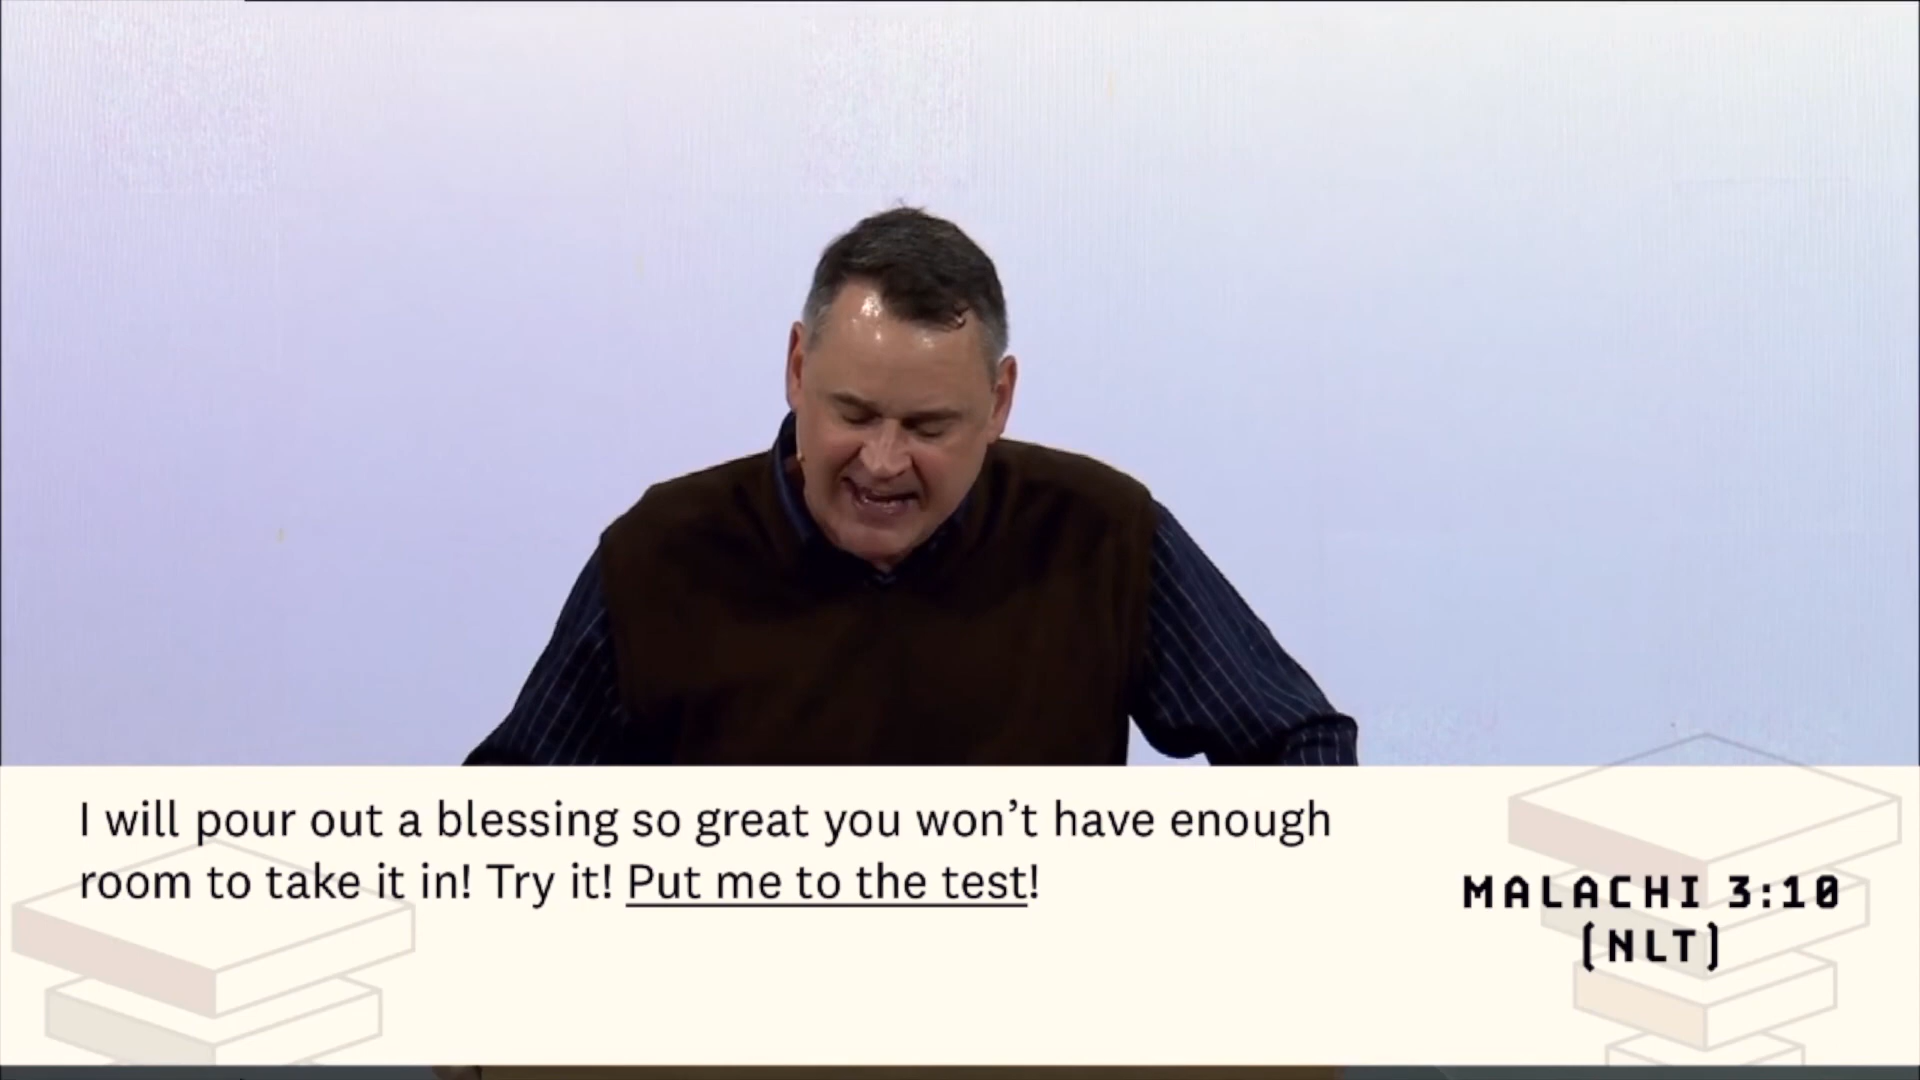 I will pour out a blessing so great you won’t have enough
room to take it in! Try it! Put me to the test!
MALACHI 3:10
(NLT)